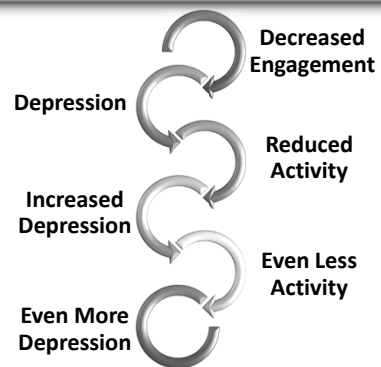 Decreased
Engagement
Depression
Reduced
Activity
Increased
Depression
Even Less
Activity
Even More
Depression